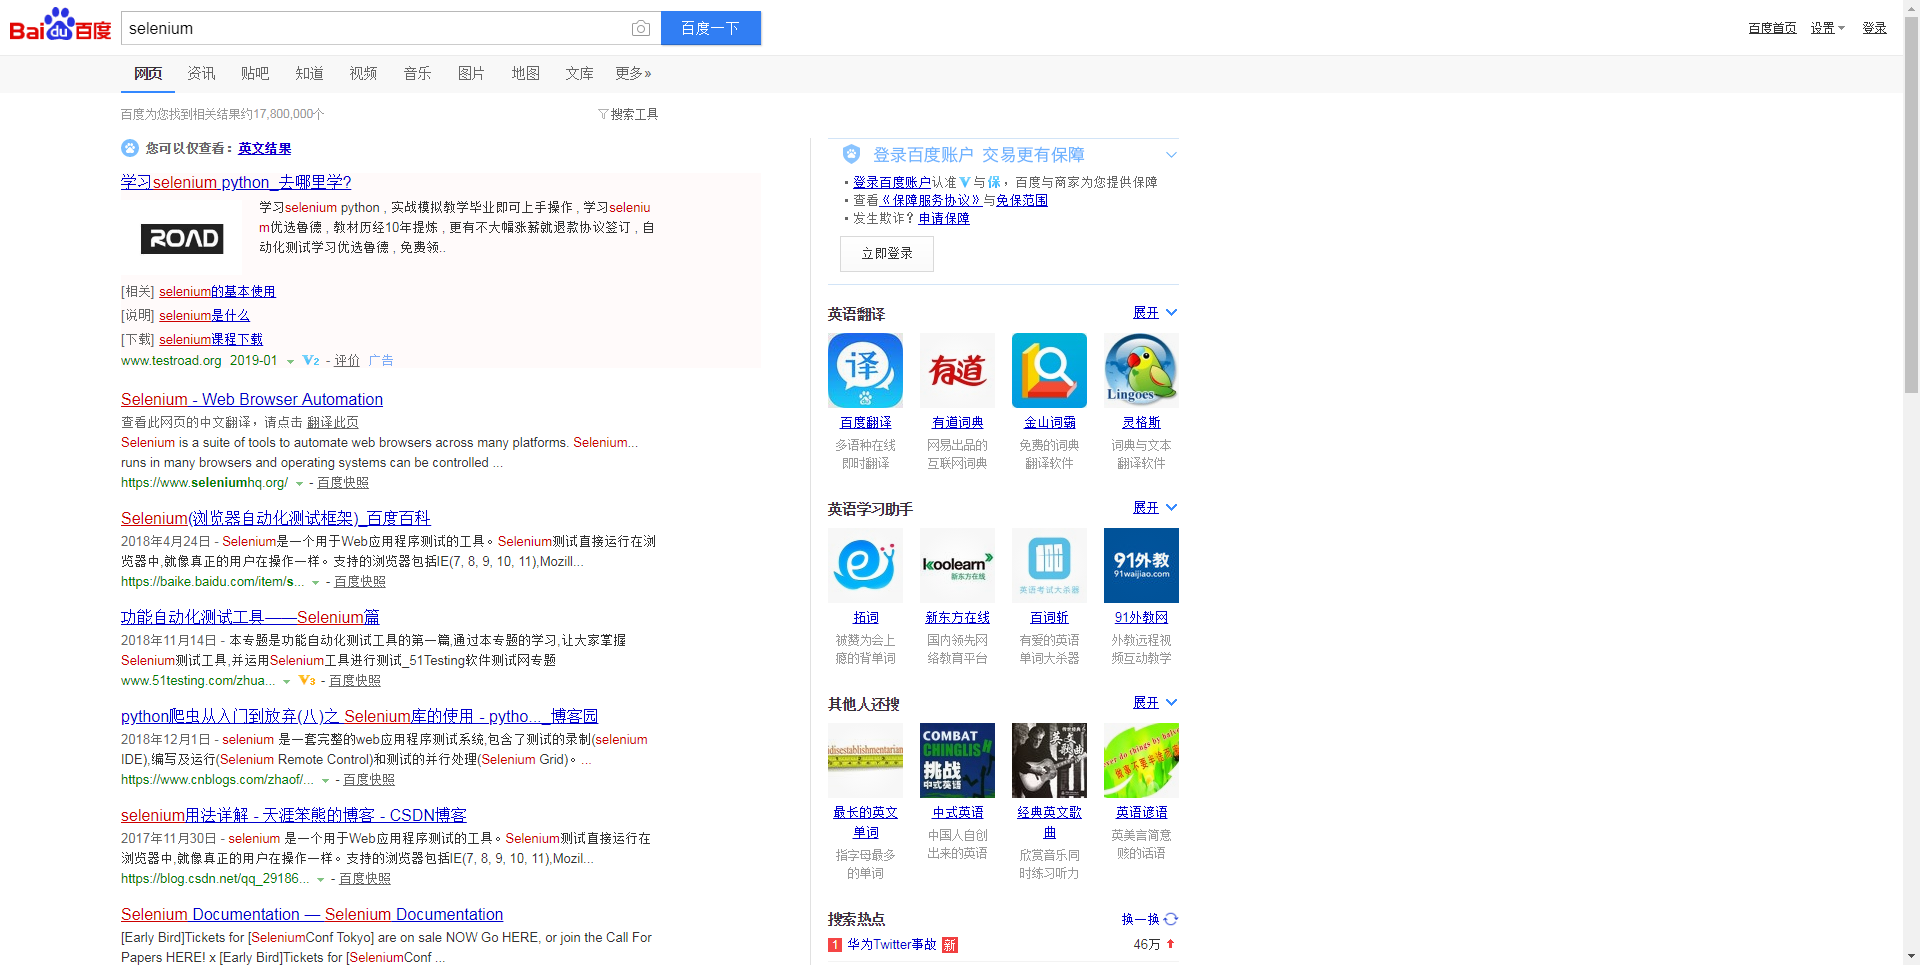 Bai du 百度
selenium
百度一下
百度首页 设置 登录
网页 资讯 贴吧 知道 视频 音乐 图片 地图 文库 更多»
百度为您找到相关结果约17,800,000个
搜索工具
您可以仅查看：英文结果
学习selenium python_去哪里学?
ROAD
学习selenium python , 实战模拟教学毕业即可上手操作 , 学习seleniu
m优选鲁德 , 教材历经10年提炼 , 更有不大幅涨薪就退款协议签订 , 自
动化测试学习优选鲁德 , 免费领..
[相关] selenium的基本使用
[说明] selenium是什么
[下载] selenium课程下载
www.testroad.org 2019-01 V2 - 评价 广告
Selenium - Web Browser Automation
查看此网页的中文翻译，请点击 翻译此页
Selenium is a suite of tools to automate web browsers across many platforms. Selenium...
runs in many browsers and operating systems can be controlled ...
https://www.seleniumhq.org/ - 百度快照
Selenium(浏览器自动化测试框架)_百度百科
2018年4月24日 - Selenium是一个用于Web应用程序测试的工具。Selenium测试直接运行在浏
览器中,就像真正的用户在操作一样。支持的浏览器包括IE(7, 8, 9, 10, 11),Mozill...
https://baike.baidu.com/item/s... - 百度快照
功能自动化测试工具——Selenium篇
2018年11月14日 - 本专题是功能自动化测试工具的第一篇,通过本专题的学习,让大家掌握
Selenium测试工具,并运用Selenium工具进行测试_51Testing软件测试网专题
www.51testing.com/zhua... V3 - 百度快照
python爬虫从入门到放弃(八)之 Selenium库的使用 - pytho..._博客园
2018年12月1日 - selenium 是一套完整的web应用程序测试系统,包含了测试的录制(selenium
IDE),编写及运行(Selenium Remote Control)和测试的并行处理(Selenium Grid)。...
https://www.cnblogs.com/zhaof/... - 百度快照
selenium用法详解 - 天涯笨熊的博客 - CSDN博客
2017年11月30日 - selenium 是一个用于Web应用程序测试的工具。Selenium测试直接运行在
浏览器中,就像真正的用户在操作一样。支持的浏览器包括IE(7, 8, 9, 10, 11),Mozil...
https://blog.csdn.net/qq_29186... - 百度快照
Selenium Documentation — Selenium Documentation
[Early Bird]Tickets for [SeleniumConf Tokyo] are on sale NOW Go HERE, or join the Call For
Papers HERE! x [Early Bird]Tickets for [SeleniumConf ...
登录百度账户 交易更有保障
▪ 登录百度账户认准V与保，百度与商家为您提供保障
▪ 查看《保障服务协议》与免保范围
▪ 发生欺诈？申请保障
立即登录
英语翻译 展开
译 有道 Lingoes
百度翻译 有道词典 金山词霸 灵格斯
多语种在线 网易出品的 免费的词典 词典与文本
即时翻译 互联网词典 翻译软件 翻译软件
英语学习助手 展开
koolearn 新东方在线 英语考试大杀器 91外教 91waijiao.com
拓词 新东方在线 百词斩 91外教网
被赞为会上 国内领先网 有爱的英语 外教远程视
瘾的背单词 络教育平台 单词大杀器 频互动教学
其他人还搜 展开
disestablishmentarian COMBAT CHINGLISH 挑战 中式英语 英文歌曲 ever do things by halves 做事不要半途而废
最长的英文 中式英语 经典英文歌 英语谚语
单词 中国人自创 曲 英美言简意
指字母最多 出来的英语 欣赏音乐同 赅的话语
的单词 时练习听力
搜索热点 换一换
1 华为Twitter事故 新 46万